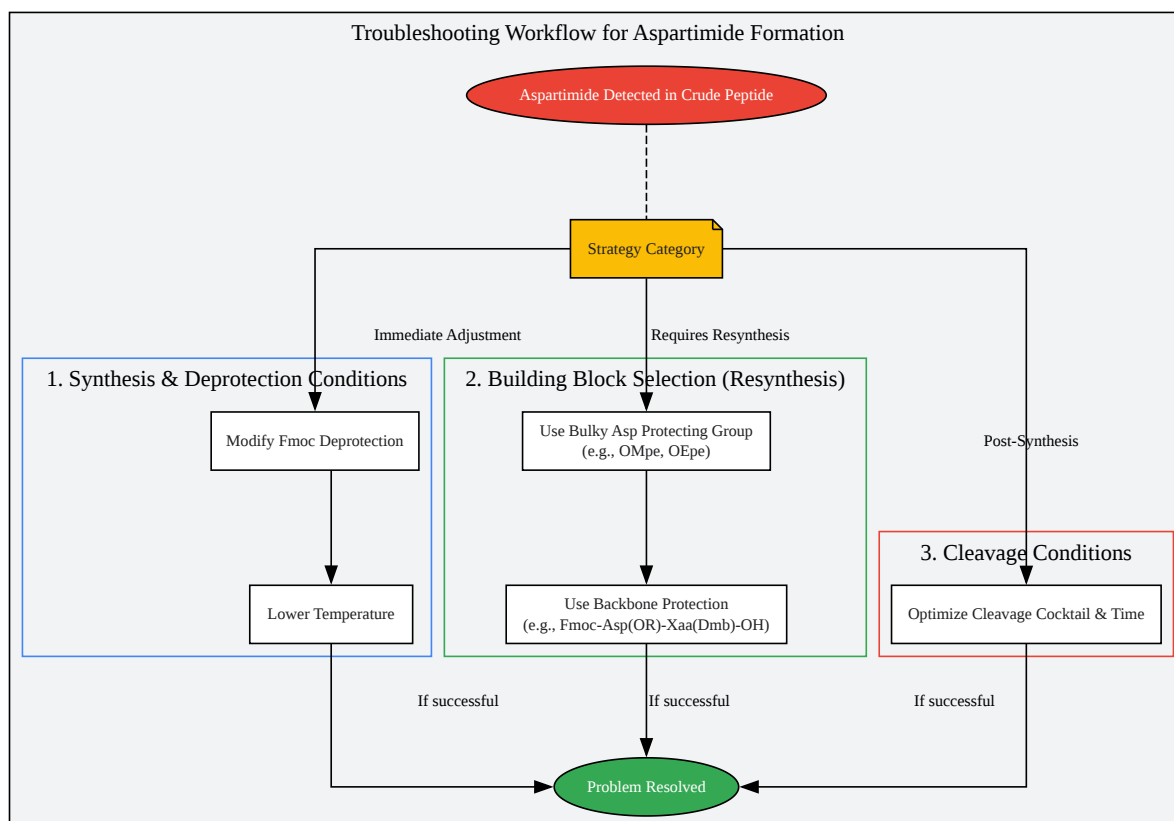 Troubleshooting Workflow for Aspartimide Formation
Aspartimide Detected in Crude Peptide
Strategy Category
Immediate Adjustment
Requires Resynthesis
Post-Synthesis
1. Synthesis & Deprotection Conditions
Modify Fmoc Deprotection
Lower Temperature
2. Building Block Selection (Resynthesis)
Use Bulky Asp Protecting Group
(e.g., OMpe, OEpe)
Use Backbone Protection
(e.g., Fmoc-Asp(OR)-Xaa(Dmb)-OH)
3. Cleavage Conditions
Optimize Cleavage Cocktail & Time
If successful
If successful
If successful
Problem Resolved